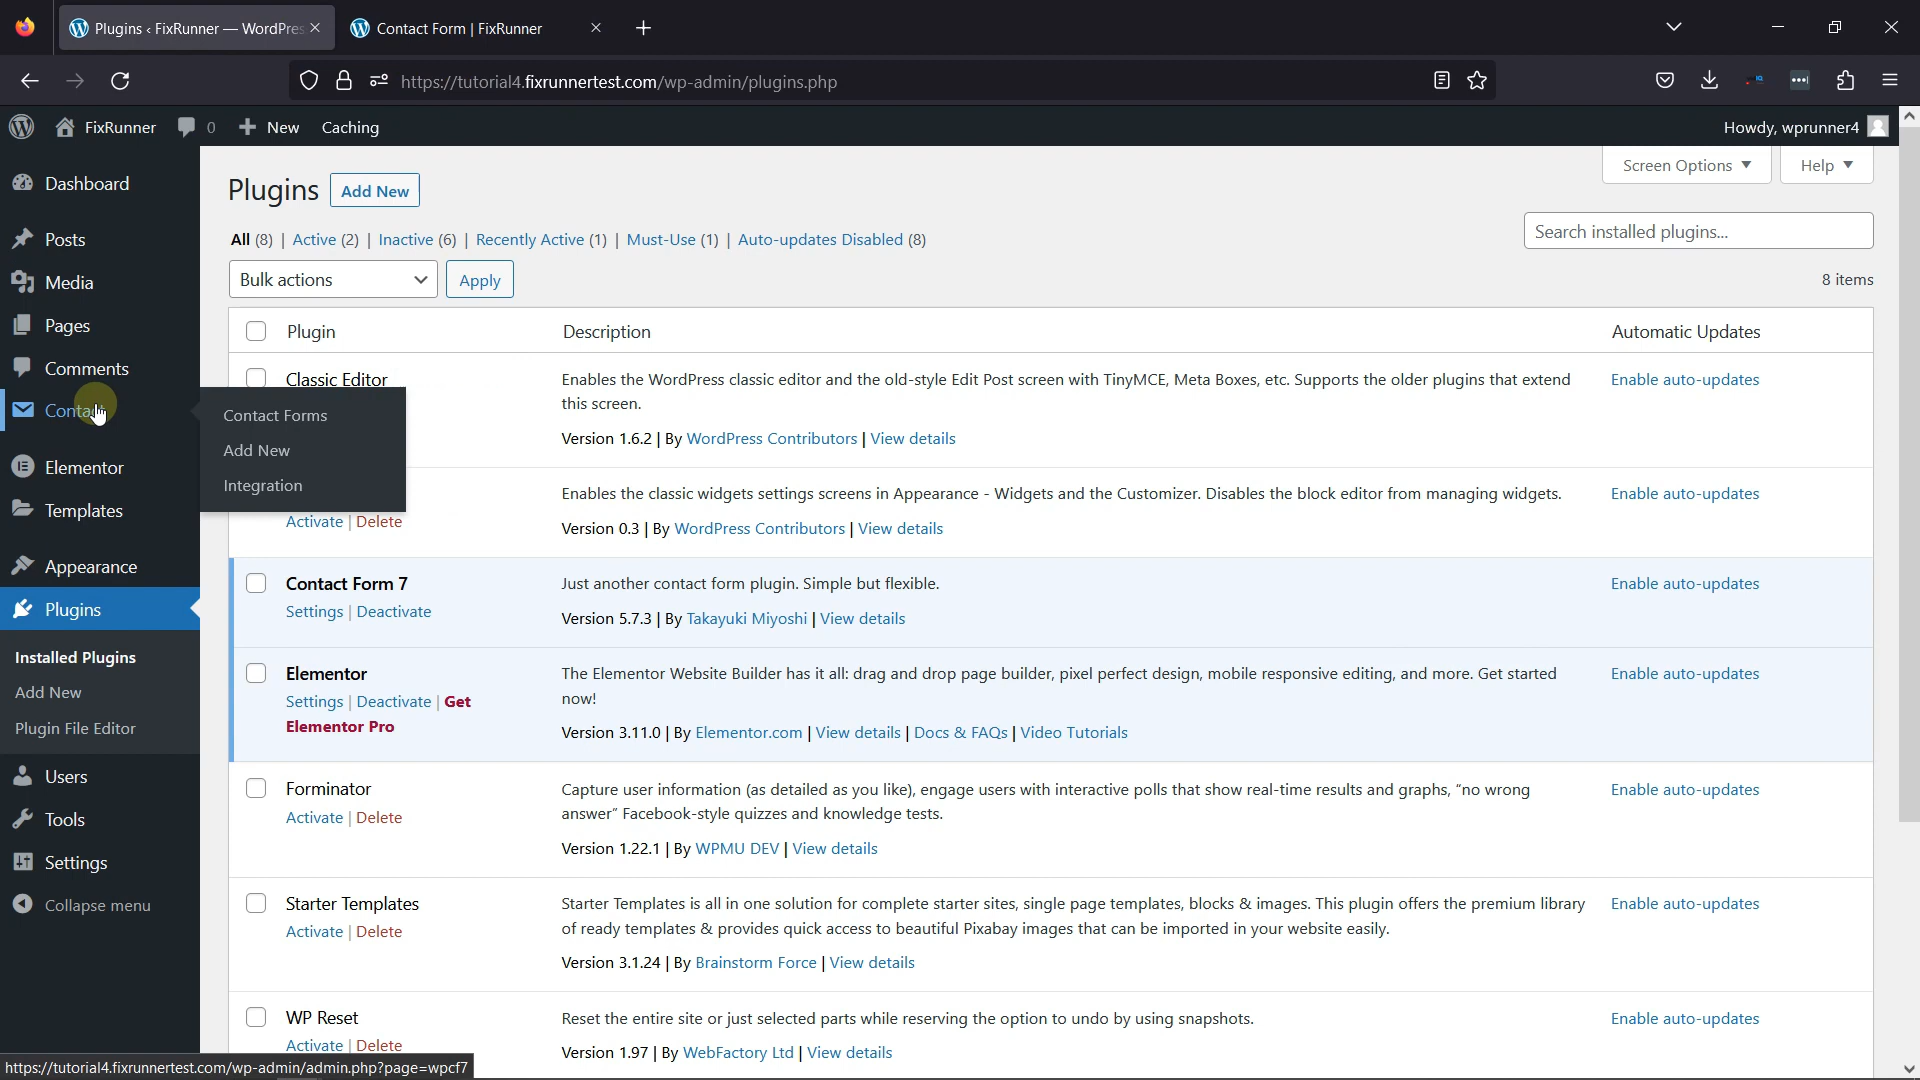 Plugins ‹ FixRunner — WordPres
Contact Form | FixRunner
https://tutorial4.fixrunnertest.com/wp-admin/plugins.php
FixRunner
0
New
Caching
Howdy, wprunner4
Dashboard
Posts
Media
Pages
Comments
Contact
Elementor
Templates
Appearance
Plugins
Installed Plugins
Add New
Plugin File Editor
Users
Tools
Settings
Collapse menu
Contact Forms
Add New
Integration
Screen Options
Help
Plugins
Add New
All (8) | Active (2) | Inactive (6) | Recently Active (1) | Must-Use (1) | Auto-updates Disabled (8)
Search installed plugins...
Bulk actions
Apply
8 items
Plugin
Description
Automatic Updates
Classic Editor
Enables the WordPress classic editor and the old-style Edit Post screen with TinyMCE, Meta Boxes, etc. Supports the older plugins that extend
this screen.
Version 1.6.2 | By WordPress Contributors | View details
Enable auto-updates
Activate | Delete
Enables the classic widgets settings screens in Appearance - Widgets and the Customizer. Disables the block editor from managing widgets.
Version 0.3 | By WordPress Contributors | View details
Enable auto-updates
Contact Form 7
Settings | Deactivate
Just another contact form plugin. Simple but flexible.
Version 5.7.3 | By Takayuki Miyoshi | View details
Enable auto-updates
Elementor
Settings | Deactivate | Get
Elementor Pro
The Elementor Website Builder has it all: drag and drop page builder, pixel perfect design, mobile responsive editing, and more. Get started
now!
Version 3.11.0 | By Elementor.com | View details | Docs & FAQs | Video Tutorials
Enable auto-updates
Forminator
Activate | Delete
Capture user information (as detailed as you like), engage users with interactive polls that show real-time results and graphs, "no wrong
answer" Facebook-style quizzes and knowledge tests.
Version 1.22.1 | By WPMU DEV | View details
Enable auto-updates
Starter Templates
Activate | Delete
Starter Templates is all in one solution for complete starter sites, single page templates, blocks & images. This plugin offers the premium library
of ready templates & provides quick access to beautiful Pixabay images that can be imported in your website easily.
Version 3.1.24 | By Brainstorm Force | View details
Enable auto-updates
WP Reset
Activate | Delete
Reset the entire site or just selected parts while reserving the option to undo by using snapshots.
Version 1.97 | By WebFactory Ltd | View details
Enable auto-updates
https://tutorial4.fixrunnertest.com/wp-admin/admin.php?page=wpcf7